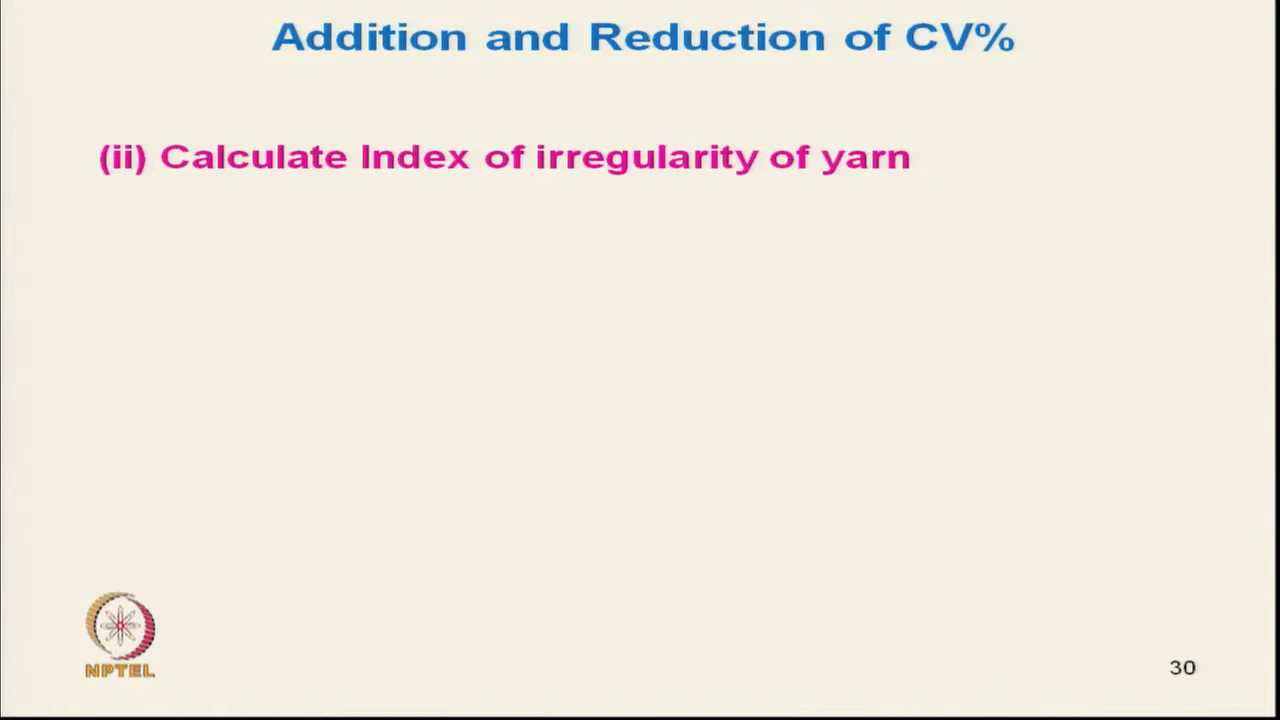 Addition and Reduction of CV%
(ii) Calculate Index of irregularity of yarn
NPTEL
30